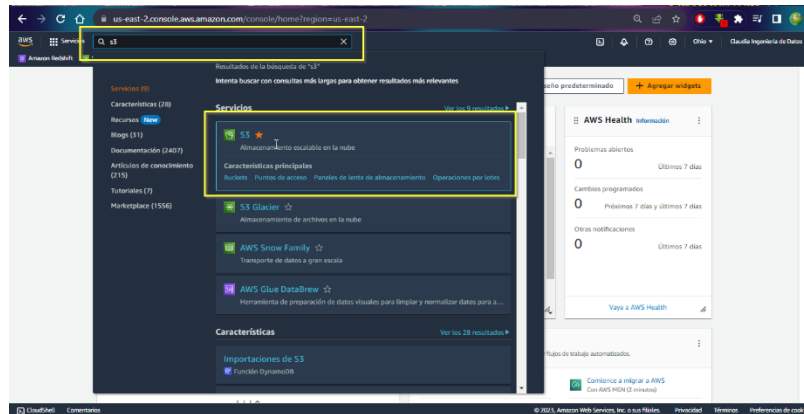 us-east-2.console.aws.amazon.com/console/home?region=us-east-2
aws
Servicios
s3
Ohio
Claudia Ingenieria de Datos
Amazon Redshift
Resultados de la búsqueda de "s3"
Intenta buscar con consultas más largas para obtener resultados más relevantes
Servicios (9)
Características (28)
Recursos New
Blogs (31)
Documentación (2407)
Artículos de conocimiento
(215)
Tutoriales (7)
Marketplace (1556)
Servicios
Ver los 9 resultados
S3
Almacenamiento escalable en la nube
Características principales
Buckets Puntos de acceso Paneles de lente de almacenamiento Operaciones por lotes
S3 Glacier
Almacenamiento de archivos en la nube
AWS Snow Family
Transporte de datos a gran escala
AWS Glue DataBrew
Herramienta de preparación de datos visuales para limpiar y normalizar datos para a...
Características
Ver los 28 resultados
Importaciones de S3
Función DynamoDB
seño predeterminado
+ Agregar widgets
AWS Health Información
Problemas abiertos
0 Últimos 7 días
Cambios programados
0 Próximos 7 días y últimos 7 días
Otras notificaciones
0 Últimos 7 días
Vaya a AWS Health
flujos de trabajo automatizados.
Comience a migrar a AWS
Con AWS MGN (2 minutos)
CloudShell Comentarios
© 2023, Amazon Web Services, Inc. o sus filiales. Privacidad Términos Preferencias de cook